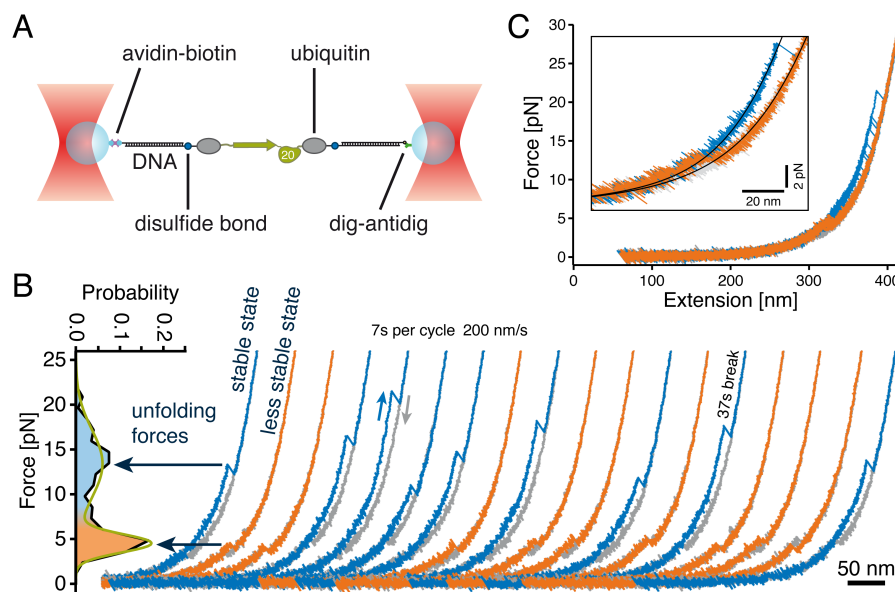 A
avidin-biotin
ubiquitin
DNA
20
disulfide bond
dig-antidig
C
Force [pN]
30
25
20
15
10
5
0
2 pN
20 nm
0
100
200
300
400
Extension [nm]
B
Probability
0.0
0.1
0.2
Force [pN]
25
20
15
10
5
0
unfolding
forces
stable state
less stable state
7s per cycle 200 nm/s
37s break
50 nm